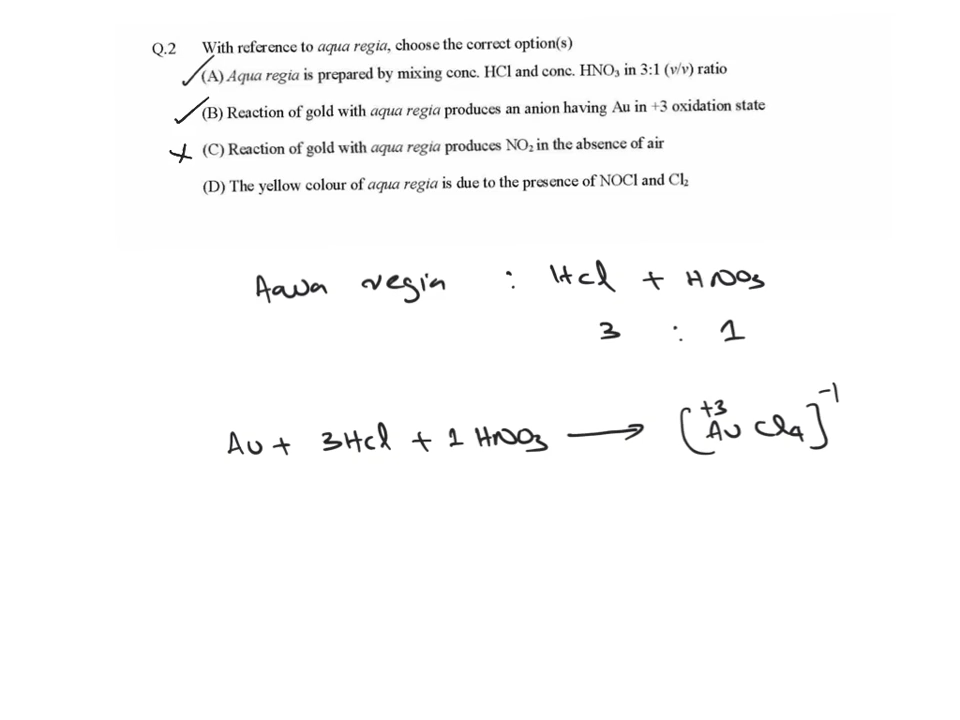 Q.2 With reference to aqua regia, choose the correct option(s)
(A) Aqua regia is prepared by mixing conc. HCl and conc. HNO₃ in 3:1 (v/v) ratio
(B) Reaction of gold with aqua regia produces an anion having Au in +3 oxidation state
(C) Reaction of gold with aqua regia produces NO₂ in the absence of air
(D) The yellow colour of aqua regia is due to the presence of NOCl and Cl₂
regia : Hcl + HNO₃
3 : 1
Au + 3Hcl + 1 HNO₃ ⟶ [⁺³Au cl₄]⁻¹